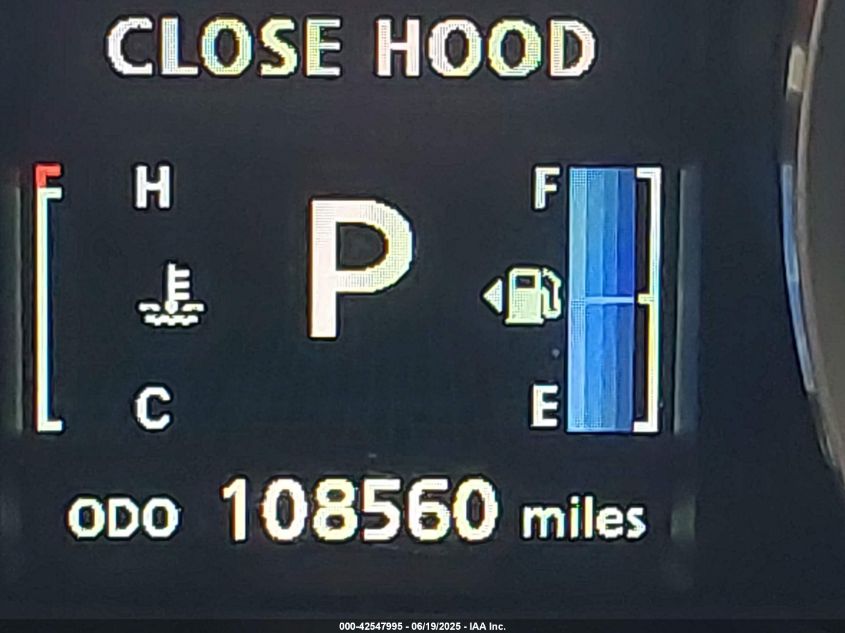 CLOSE HOOD
H F
P
C E
ODO 108560 miles
000-42547995 - 06/19/2025 - IAA Inc.